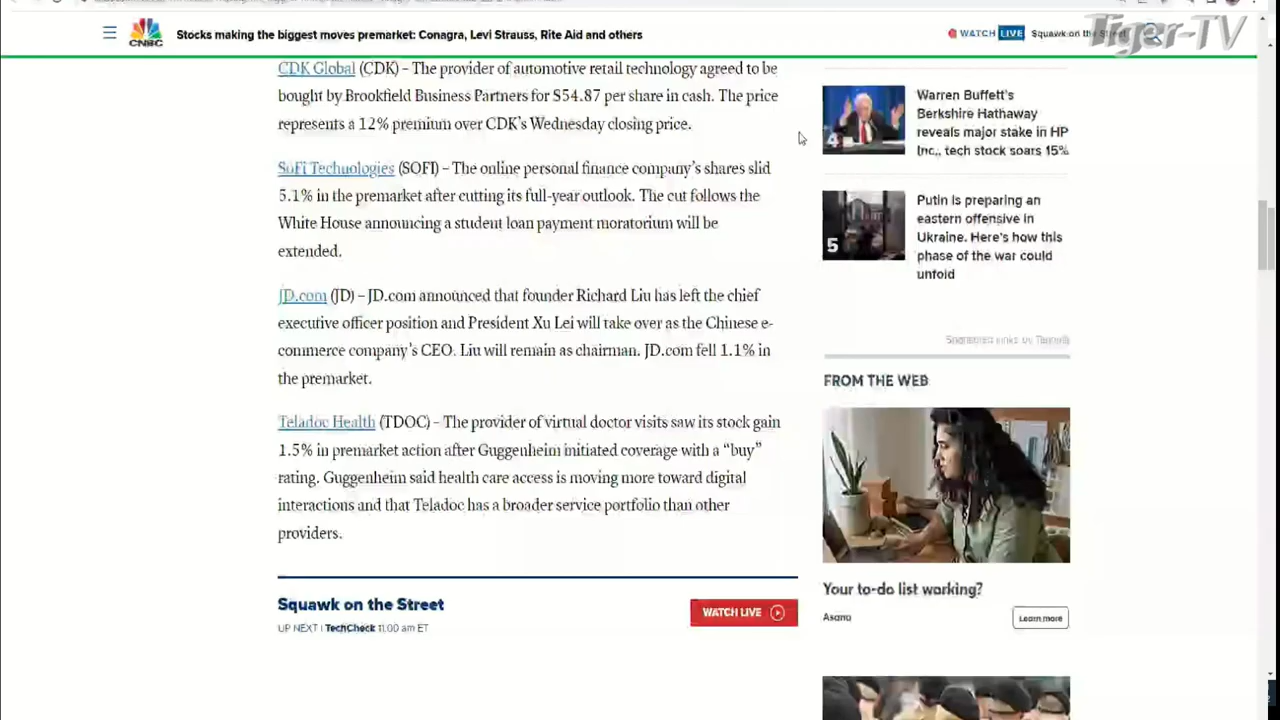 CNBC
Stocks making the biggest moves premarket: Conagra, Levi Strauss, Rite Aid and others
WATCH LIVE
Squawk on the Street
Tiger-TV
CDK Global (CDK) – The provider of automotive retail technology agreed to be
bought by Brookfield Business Partners for $54.87 per share in cash. The price
represents a 12% premium over CDK’s Wednesday closing price.
SoFi Technologies (SOFI) – The online personal finance company’s shares slid
5.1% in the premarket after cutting its full-year outlook. The cut follows the
White House announcing a student loan payment moratorium will be
extended.
JD.com (JD) – JD.com announced that founder Richard Liu has left the chief
executive officer position and President Xu Lei will take over as the Chinese e-
commerce company’s CEO. Liu will remain as chairman. JD.com fell 1.1% in
the premarket.
Teladoc Health (TDOC) – The provider of virtual doctor visits saw its stock gain
1.5% in premarket action after Guggenheim initiated coverage with a “buy”
rating. Guggenheim said health care access is moving more toward digital
interactions and that Teladoc has a broader service portfolio than other
providers.
Squawk on the Street
UP NEXT | TechCheck 11:00 am ET
WATCH LIVE
4
Warren Buffett’s
Berkshire Hathaway
reveals major stake in HP
Inc., tech stock soars 15%
5
Putin is preparing an
eastern offensive in
Ukraine. Here’s how this
phase of the war could
unfold
Sponsored Links by Taboola
FROM THE WEB
Your to-do list working?
Asana
Learn more